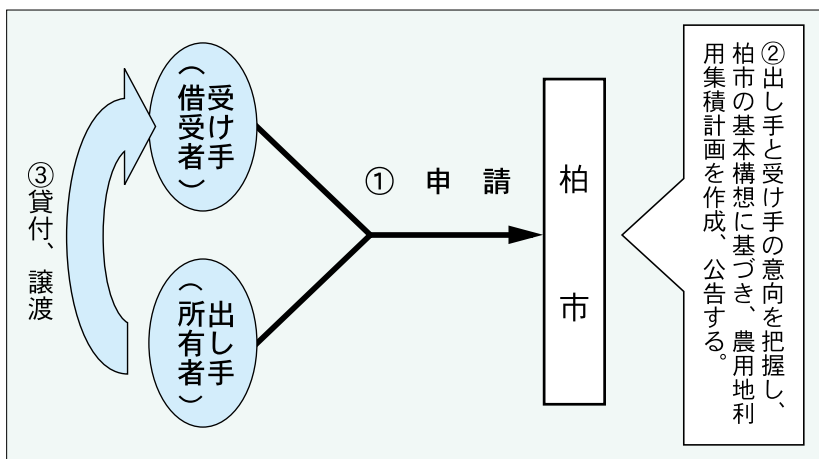 受け手
（借受者）
出し手
（所有者）
③貸付、譲渡
① 申 請
柏 市
②出し手と受け手の意向を把握し、
柏市の基本構想に基づき、農用地利
用集積計画を作成、公告する。